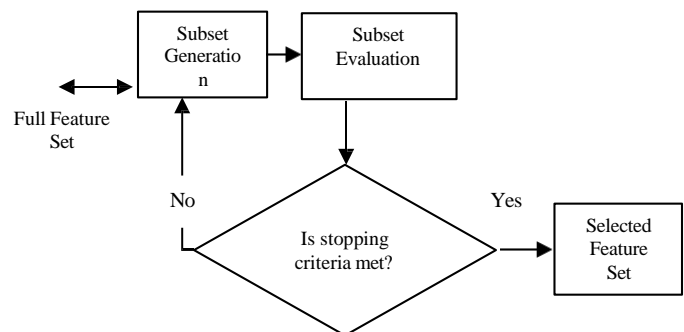 Subset
Generatio
n
Subset
Evaluation
Full Feature
Set
No
Yes
Is stopping
criteria met?
Selected
Feature
Set